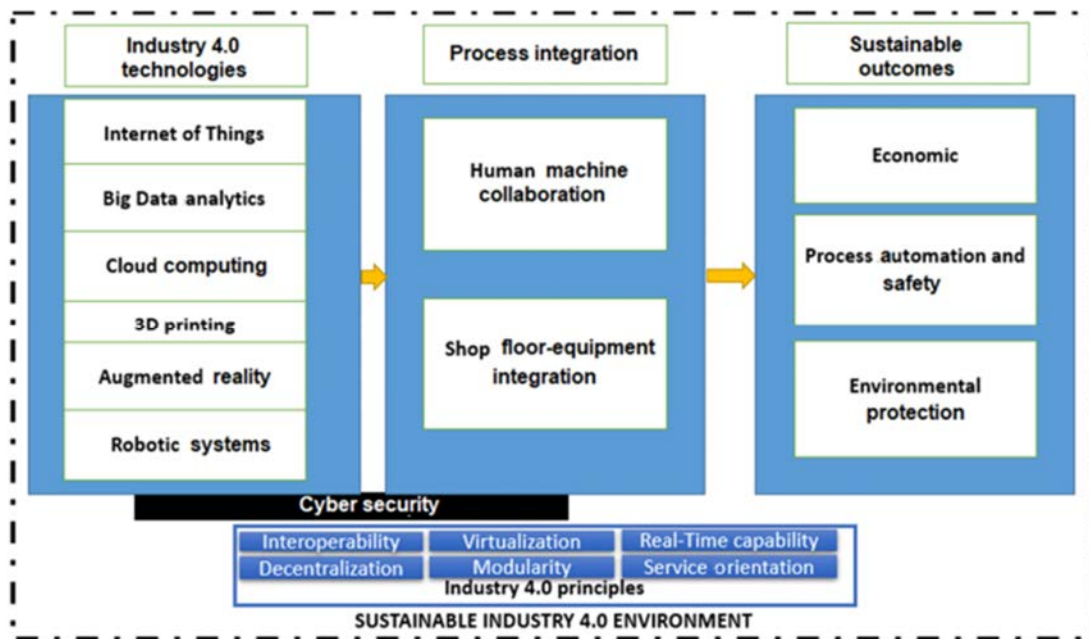 Industry 4.0
technologies
Process integration
Sustainable
outcomes
Internet of Things
Big Data analytics
Cloud computing
3D printing
Augmented reality
Robotic systems
Human machine
collaboration
Shop floor-equipment
integration
Economic
Process automation and
safety
Environmental
protection
Cyber security
Interoperability
Virtualization
Real-Time capability
Decentralization
Modularity
Service orientation
Industry 4.0 principles
SUSTAINABLE INDUSTRY 4.0 ENVIRONMENT